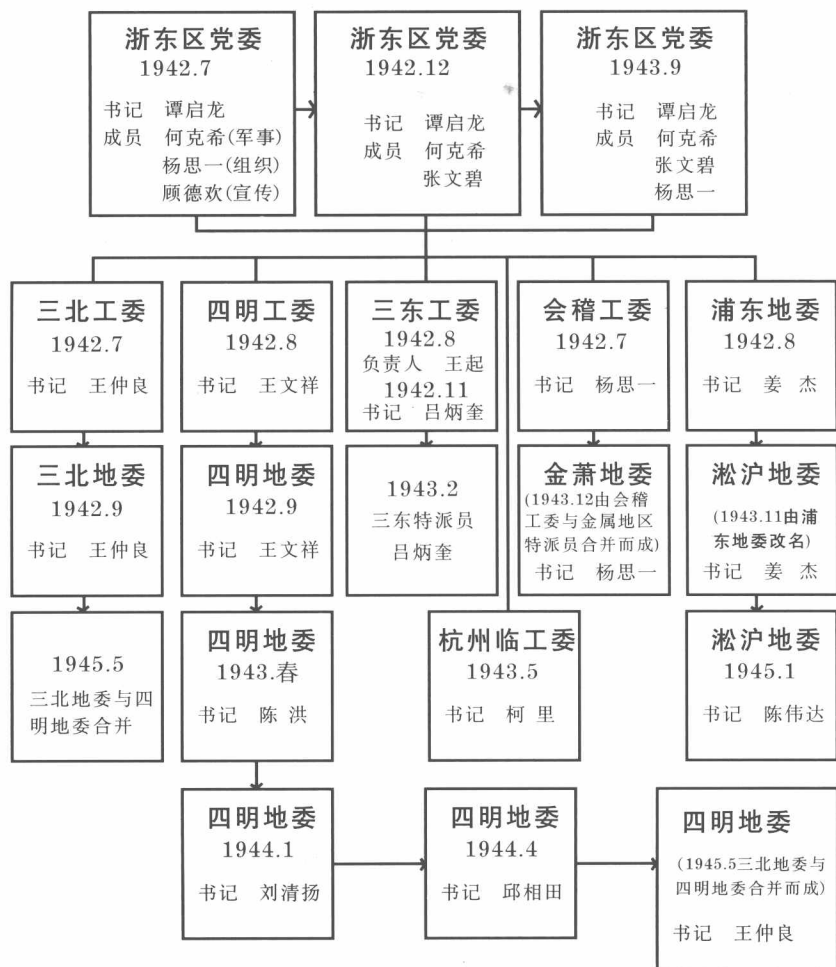 浙东区党委
1942.7
书记 谭启龙
成员 何克希(军事)
杨思一(组织)
顾德欢(宣传)
浙东区党委
1942.12
书记 谭启龙
成员 何克希
张文碧
浙东区党委
1943.9
书记 谭启龙
成员 何克希
张文碧
杨思一
三北工委
1942.7
书记 王仲良
四明工委
1942.8
书记 王文祥
三东工委
1942.8
负责人 王起
1942.11
书记 吕炳奎
会稽工委
1942.7
书记 杨思一
浦东地委
1942.8
书记 姜 杰
三北地委
1942.9
书记 王仲良
四明地委
1942.9
书记 王文祥
1943.2
三东特派员
吕炳奎
金萧地委
(1943.12由会稽
工委与金属地区
特派员合并而成)
书记 杨思一
淞沪地委
(1943.11由浦
东地委改名)
书记 姜 杰
1945.5
三北地委与四
明地委合并
四明地委
1943.春
书记 陈 洪
杭州临工委
1943.5
书记 柯 里
淞沪地委
1945.1
书记 陈伟达
四明地委
1944.1
书记 刘清扬
四明地委
1944.4
书记 邱相田
四明地委
(1945.5三北地委与
四明地委合并而成)
书记 王仲良